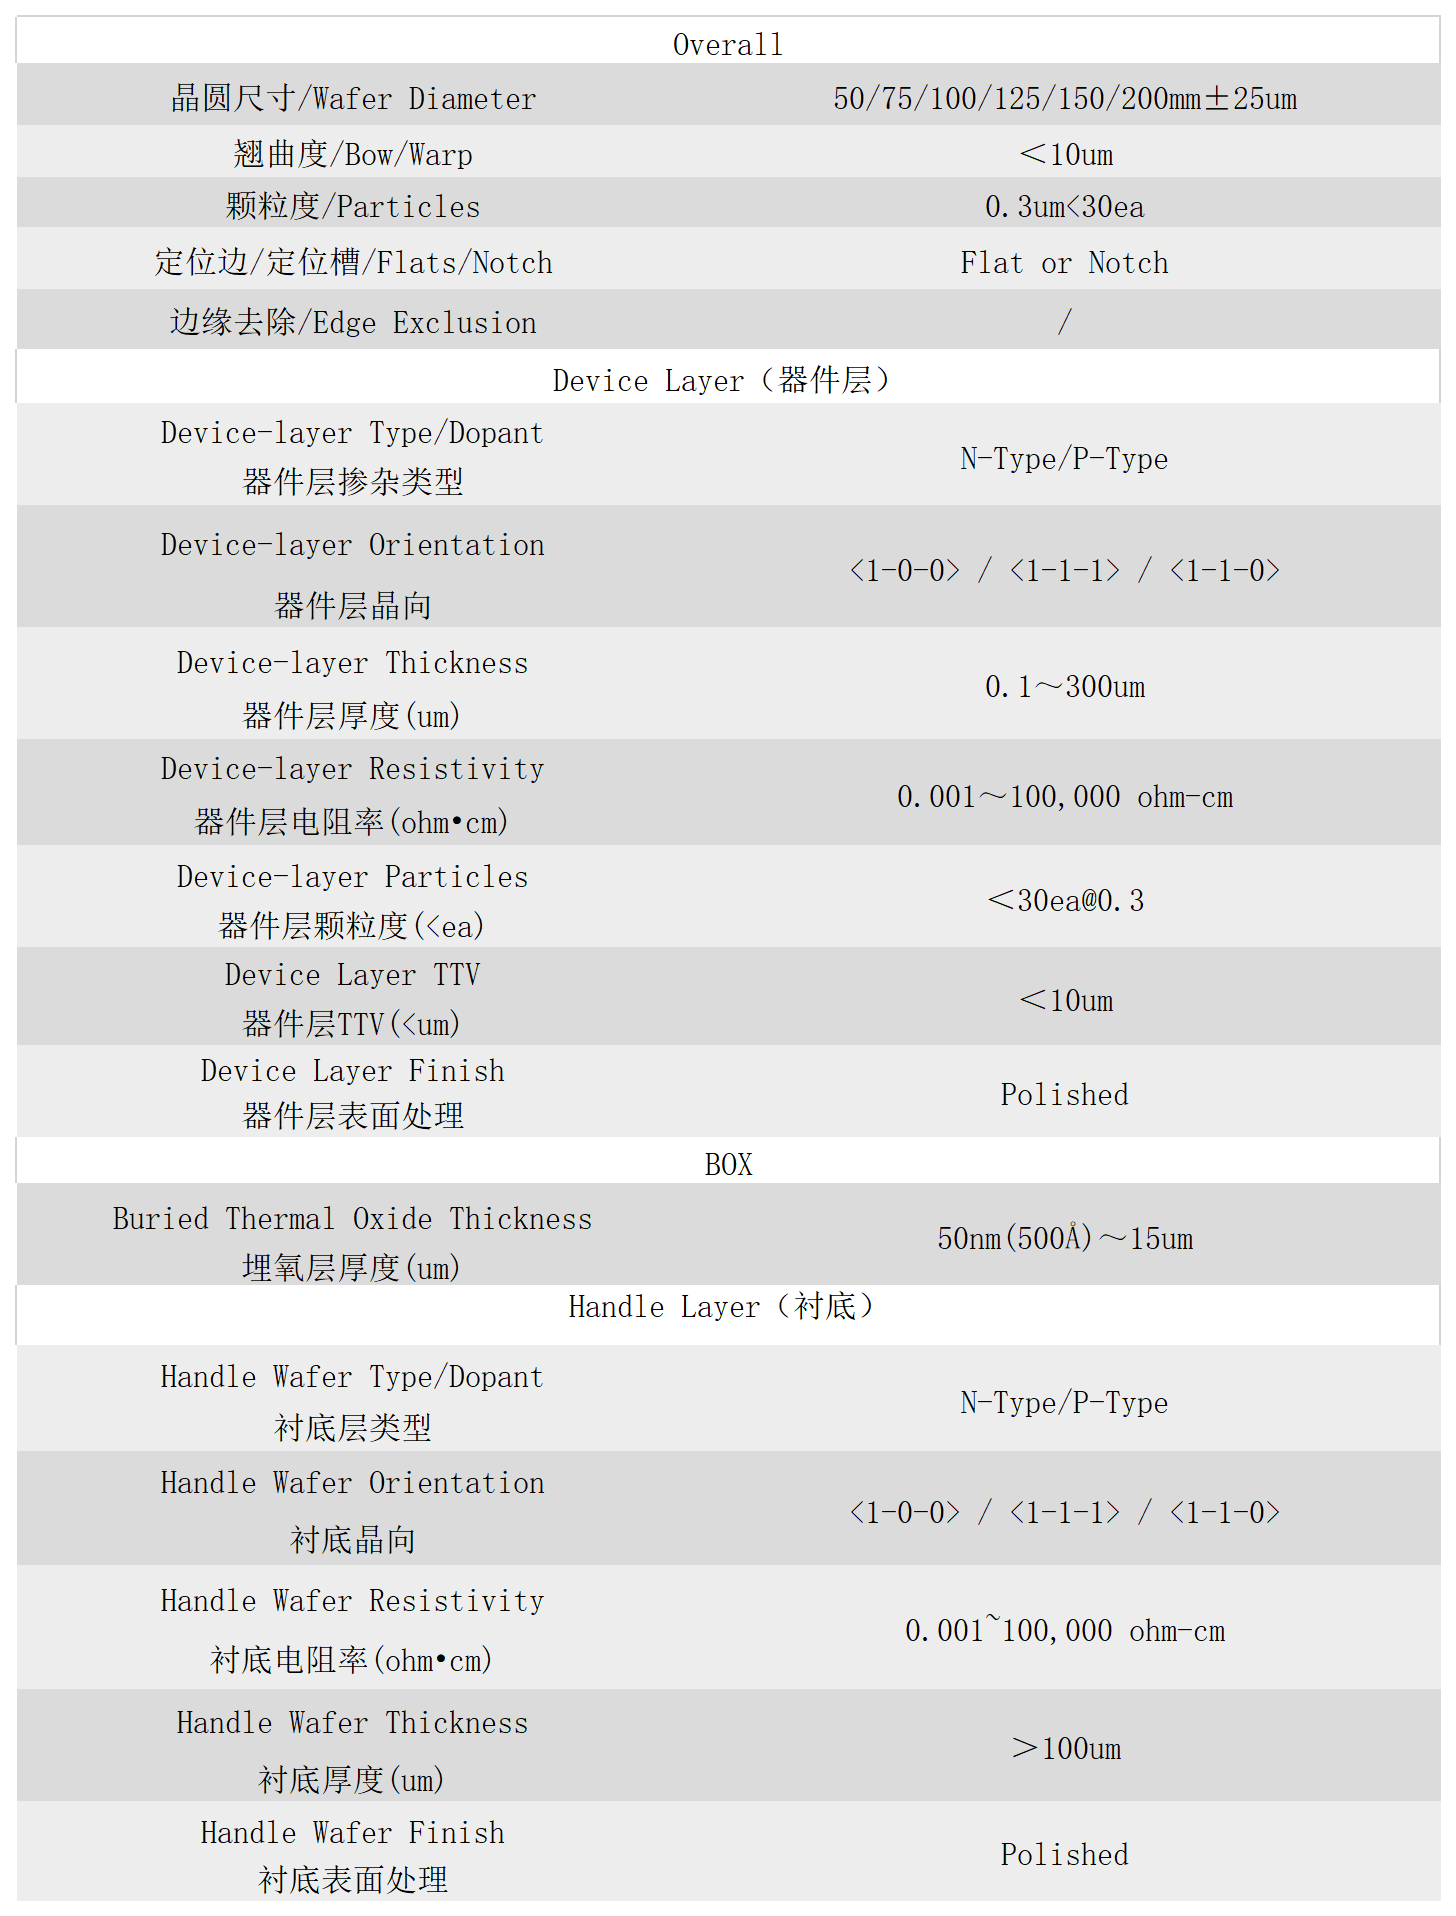 Overall
晶圆尺寸/Wafer Diameter
50/75/100/125/150/200mm±25um
翘曲度/Bow/Warp
＜10um
颗粒度/Particles
0.3um<30ea
定位边/定位槽/Flats/Notch
Flat or Notch
边缘去除/Edge Exclusion
/
Device Layer（器件层）
Device-layer Type/Dopant
器件层掺杂类型
N-Type/P-Type
Device-layer Orientation
器件层晶向
<1-0-0> / <1-1-1> / <1-1-0>
Device-layer Thickness
器件层厚度(um)
0.1～300um
Device-layer Resistivity
器件层电阻率(ohm•cm)
0.001～100,000 ohm-cm
Device-layer Particles
器件层颗粒度(<ea)
＜30ea@0.3
Device Layer TTV
器件层TTV(<um)
＜10um
Device Layer Finish
器件层表面处理
Polished
BOX
Buried Thermal Oxide Thickness
埋氧层厚度(um)
50nm(500Å)～15um
Handle Layer（衬底）
Handle Wafer Type/Dopant
衬底层类型
N-Type/P-Type
Handle Wafer Orientation
衬底晶向
<1-0-0> / <1-1-1> / <1-1-0>
Handle Wafer Resistivity
衬底电阻率(ohm•cm)
0.001~100,000 ohm-cm
Handle Wafer Thickness
衬底厚度(um)
＞100um
Handle Wafer Finish
衬底表面处理
Polished